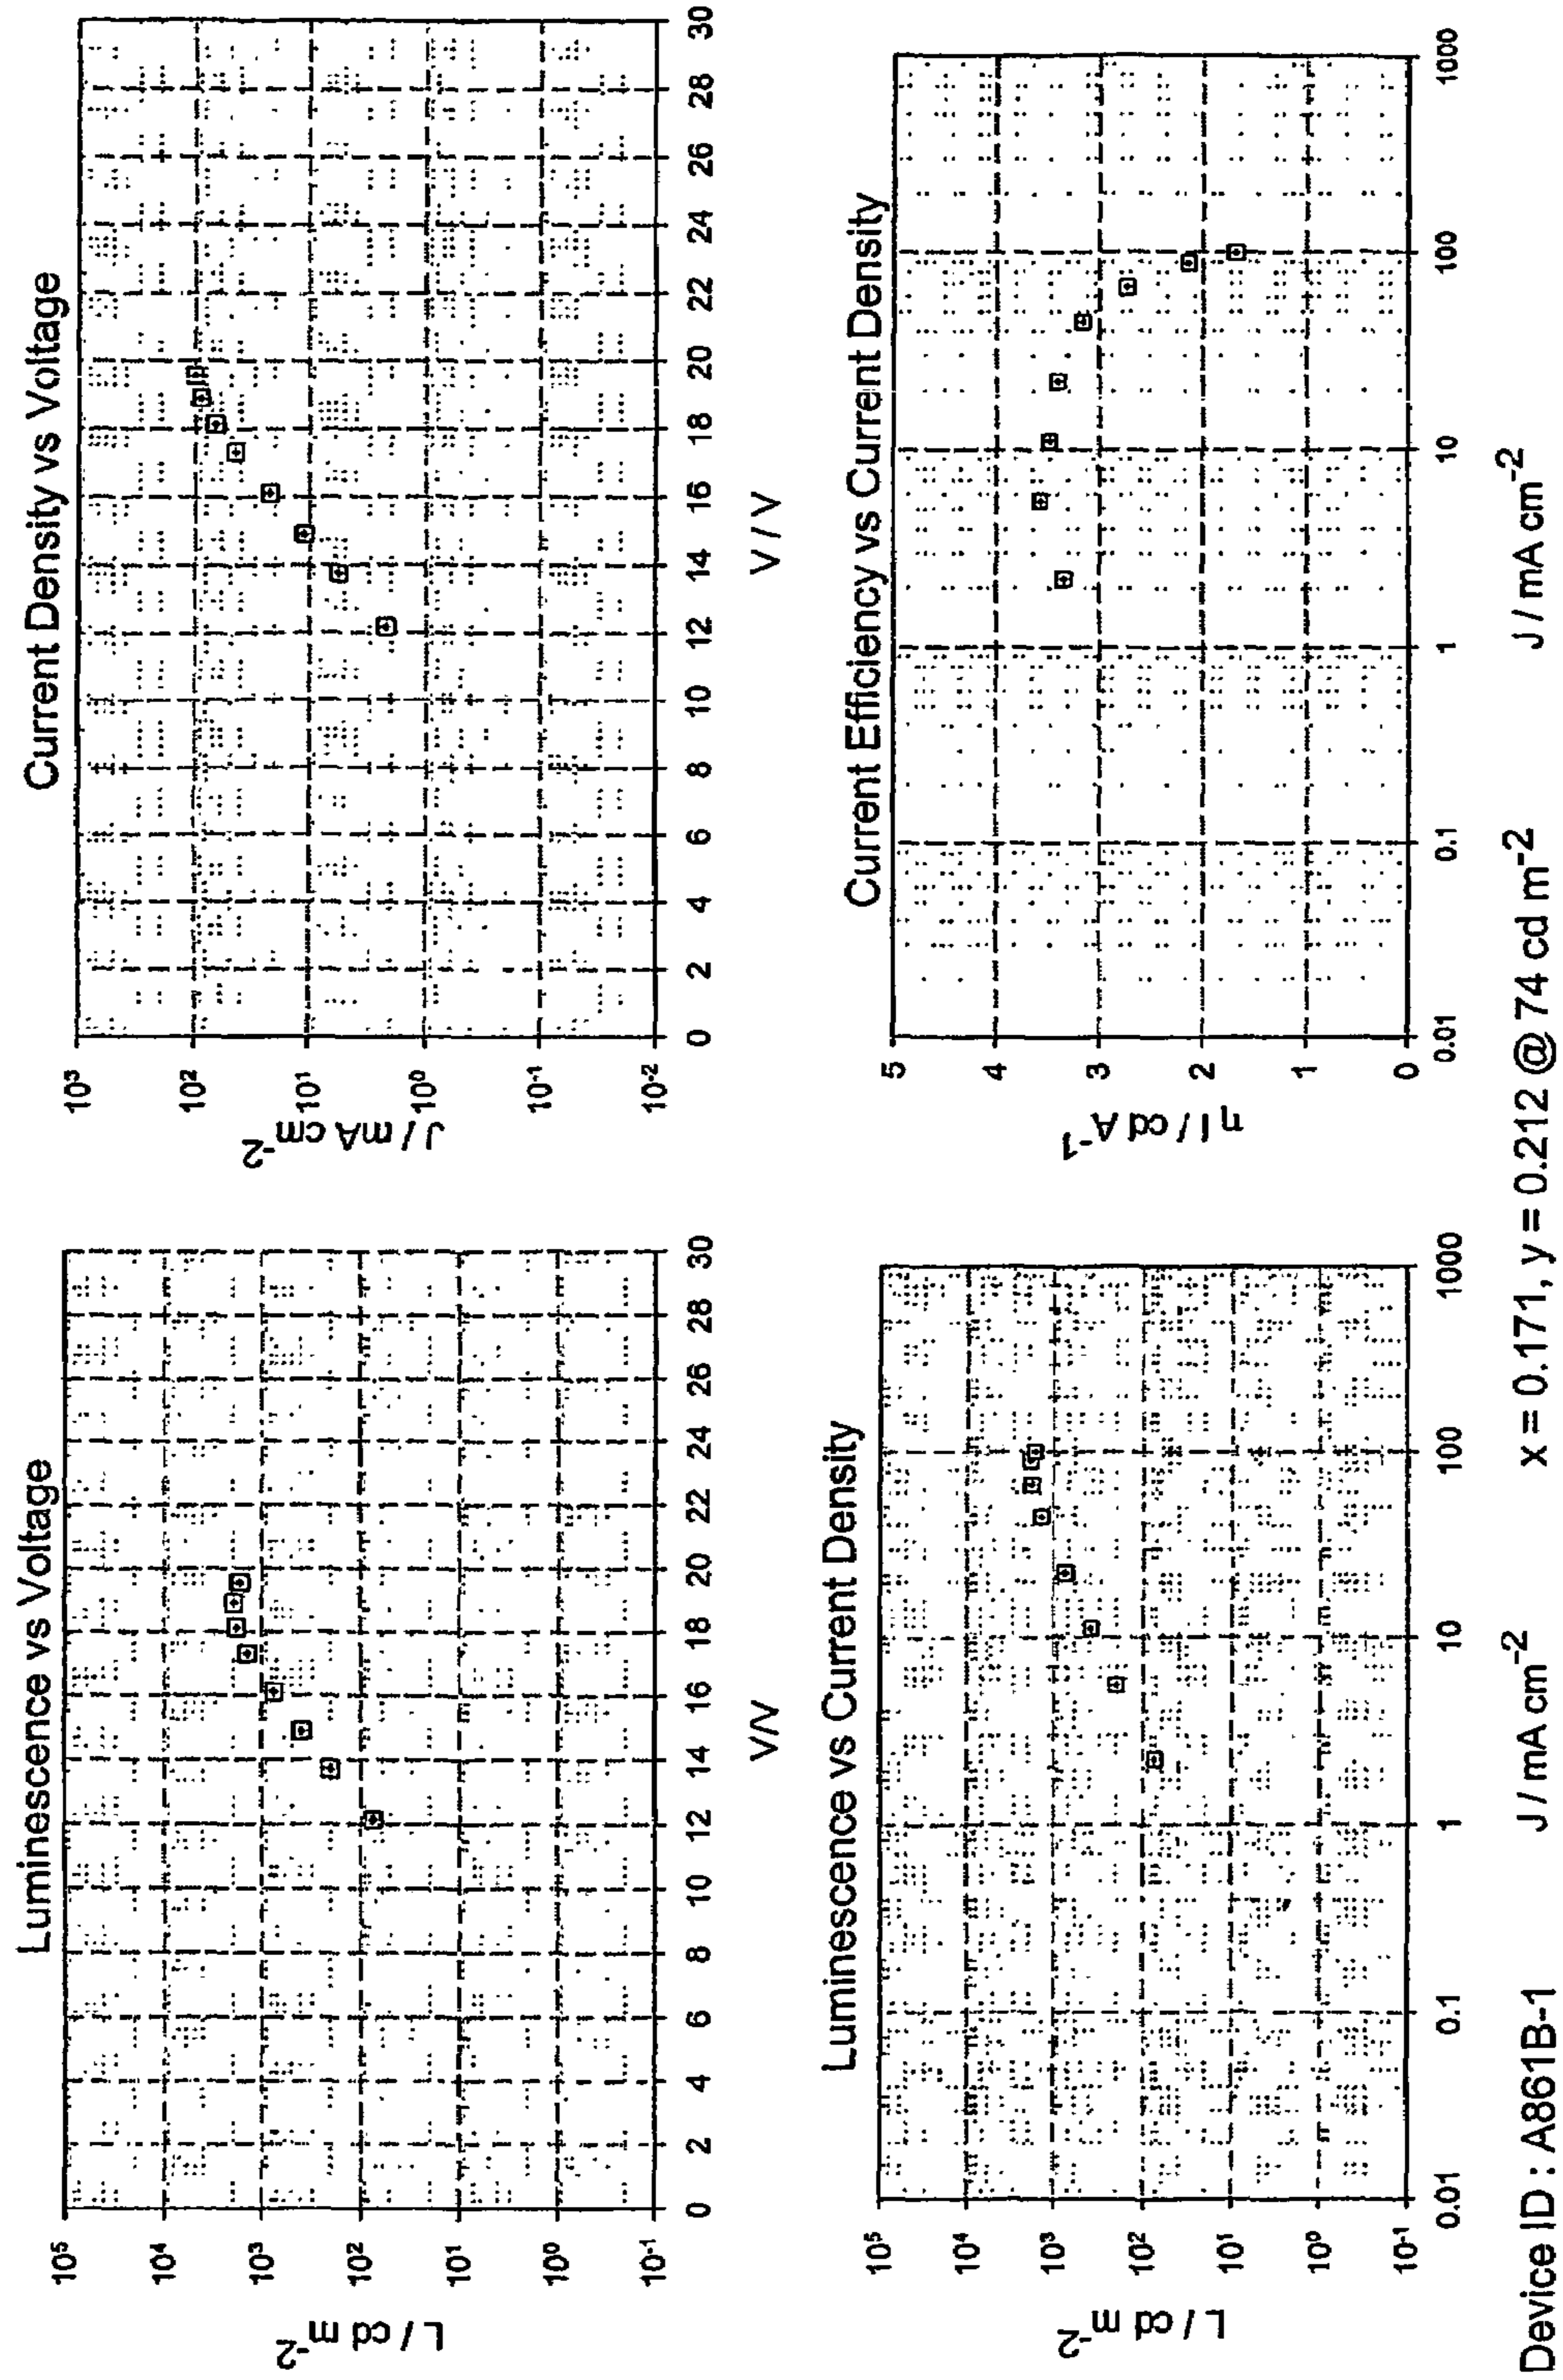 Luminescence vs Voltage
L / cd m⁻²
10⁵
10⁴
10³
10²
10¹
10⁰
10⁻¹
0 2 4 6 8 10 12 14 16 18 20 22 24 26 28 30
V/V
Current Density vs Voltage
J / mA cm⁻²
10³
10²
10¹
10⁰
10⁻¹
10⁻²
0 2 4 6 8 10 12 14 16 18 20 22 24 26 28 30
V / V
Luminescence vs Current Density
L / cd m⁻²
10⁵
10⁴
10³
10²
10¹
10⁰
10⁻¹
0.01 0.1 1 10 100 1000
J / mA cm⁻²
Current Efficiency vs Current Density
η I / cd A⁻¹
5
4
3
2
1
0
0.01 0.1 1 10 100 1000
J / mA cm⁻²
Device ID : A861B-1
x = 0.171, y = 0.212 @ 74 cd m⁻²